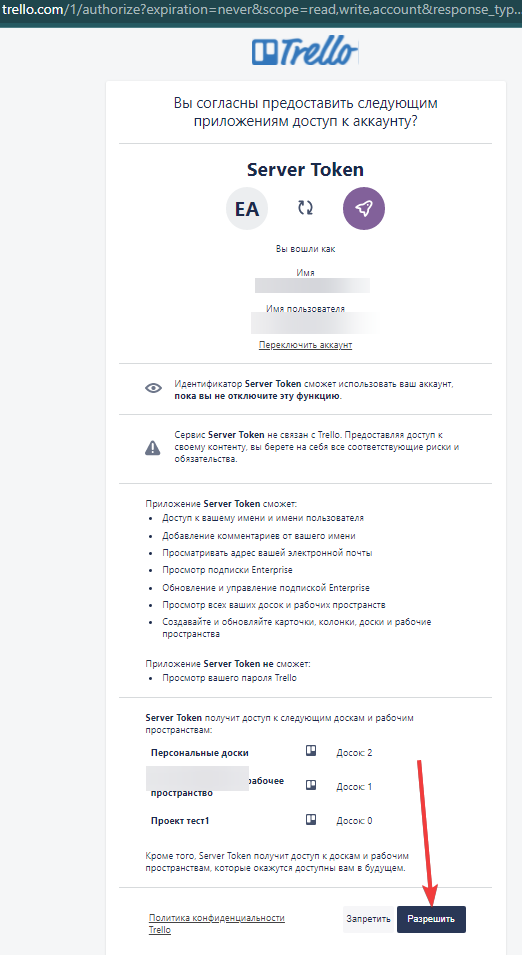 trello.com/1/authorize?expiration=never&scope=read,write,account&response_typ...
Trello
Вы согласны предоставить следующим
приложениям доступ к аккаунту?
Server Token
EA
Вы вошли как
Имя
Имя пользователя
Переключить аккаунт
Идентификатор Server Token сможет использовать ваш аккаунт,
пока вы не отключите эту функцию.
Сервис Server Token не связан с Trello. Предоставляя доступ к
своему контенту, вы берете на себя все соответствующие риски и
обязательства.
Приложение Server Token сможет:
• Доступ к вашему имени и имени пользователя
• Добавление комментариев от вашего имени
• Просматривать адрес вашей электронной почты
• Просмотр подписки Enterprise
• Обновление и управление подпиской Enterprise
• Просмотр всех ваших досок и рабочих пространств
• Создавайте и обновляйте карточки, колонки, доски и рабочие
пространства
Приложение Server Token не сможет:
• Просмотр вашего пароля Trello
Server Token получит доступ к следующим доскам и рабочим
пространствам:
Персональные доски Досок: 2
рабочее
пространство Досок: 1
Проект тест1 Досок: 0
Кроме того, Server Token получит доступ к доскам и рабочим
пространствам, которые окажутся доступны вам в будущем.
Политика конфиденциальности
Trello
Запретить Разрешить